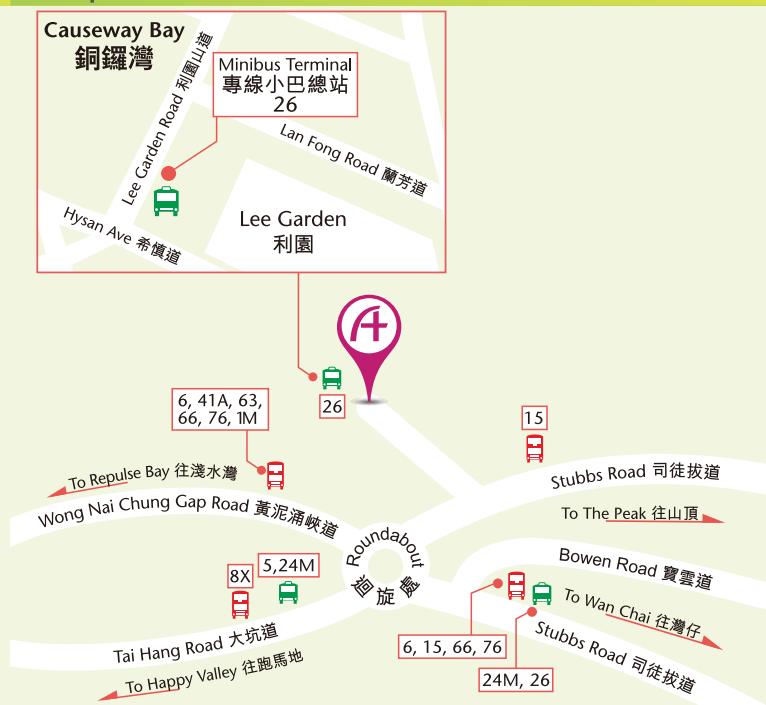 Causeway Bay
銅鑼灣
Minibus Terminal
專線小巴總站
26
Lee Garden Road 利園山道
Lan Fong Road 蘭芳道
Hysan Ave 希慎道
Lee Garden
利園
26
6, 41A, 63,
66, 76, 1M
15
To Repulse Bay 往淺水灣
Stubbs Road 司徒拔道
Wong Nai Chung Gap Road 黃泥涌峽道
To The Peak 往山頂
Roundabout
迴旋處
Bowen Road 寶雲道
8X
5,24M
To Wan Chai 往灣仔
Tai Hang Road 大坑道
6, 15, 66, 76
Stubbs Road 司徒拔道
To Happy Valley 往跑馬地
24M, 26